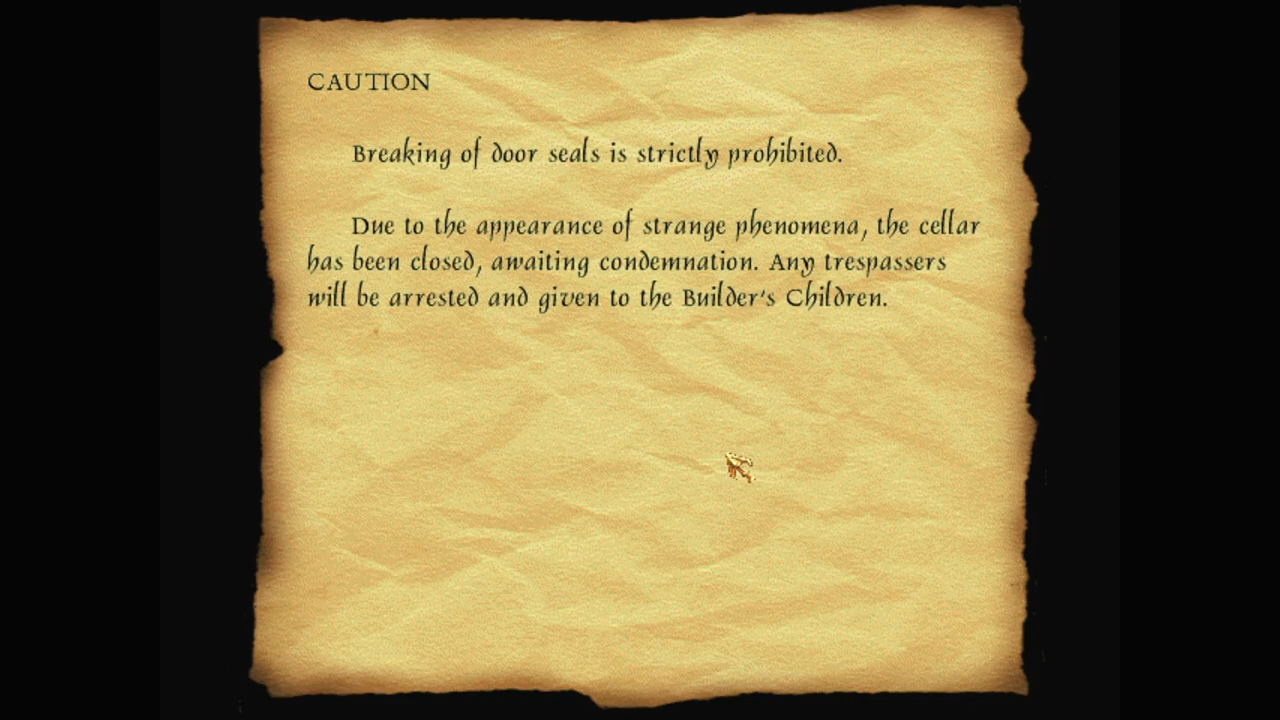 CAUTION
Breaking of door seals is strictly prohibited.
Due to the appearance of strange phenomena, the cellar
has been closed, awaiting condemnation. Any trespassers
will be arrested and given to the Builder's Children.